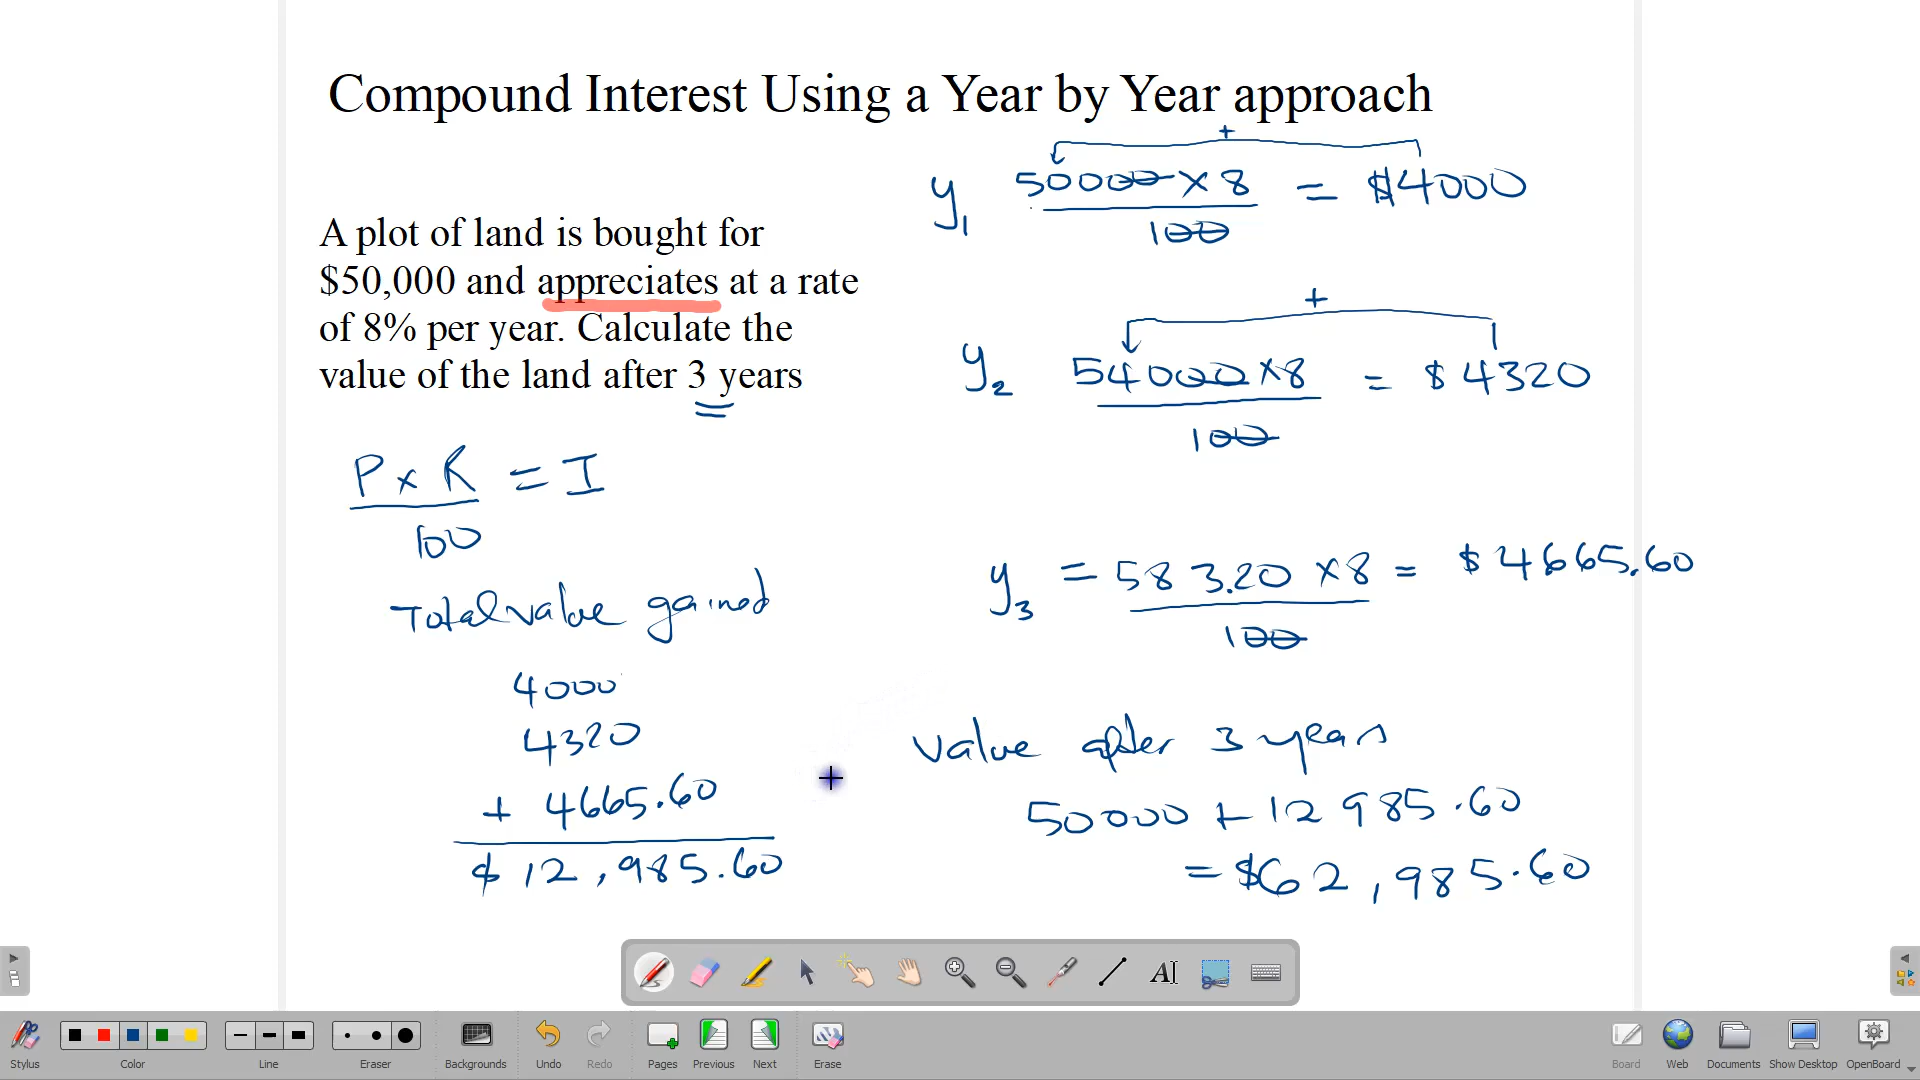 Compound Interest Using a Year by Year approach
A plot of land is bought for
$50,000 and appreciates at a rate
of 8% per year. Calculate the
value of the land after 3 years
P x R = I
100
Total value gained
4000
4320
+ 4665.60
$ 12,985.60
+
y1 50000 x 8 = $4000
100
+
y2 54000 x8 = $ 4320
100
y3 = 583.20 x8 = $ 4665.60
100
value after 3 years
50000 + 12 985.60
= $62,985.60
Stylus
Color
Line
Eraser
Backgrounds
Undo
Redo
Pages
Previous
Next
Erase
Board
Web
Documents
Show Desktop
OpenBoard